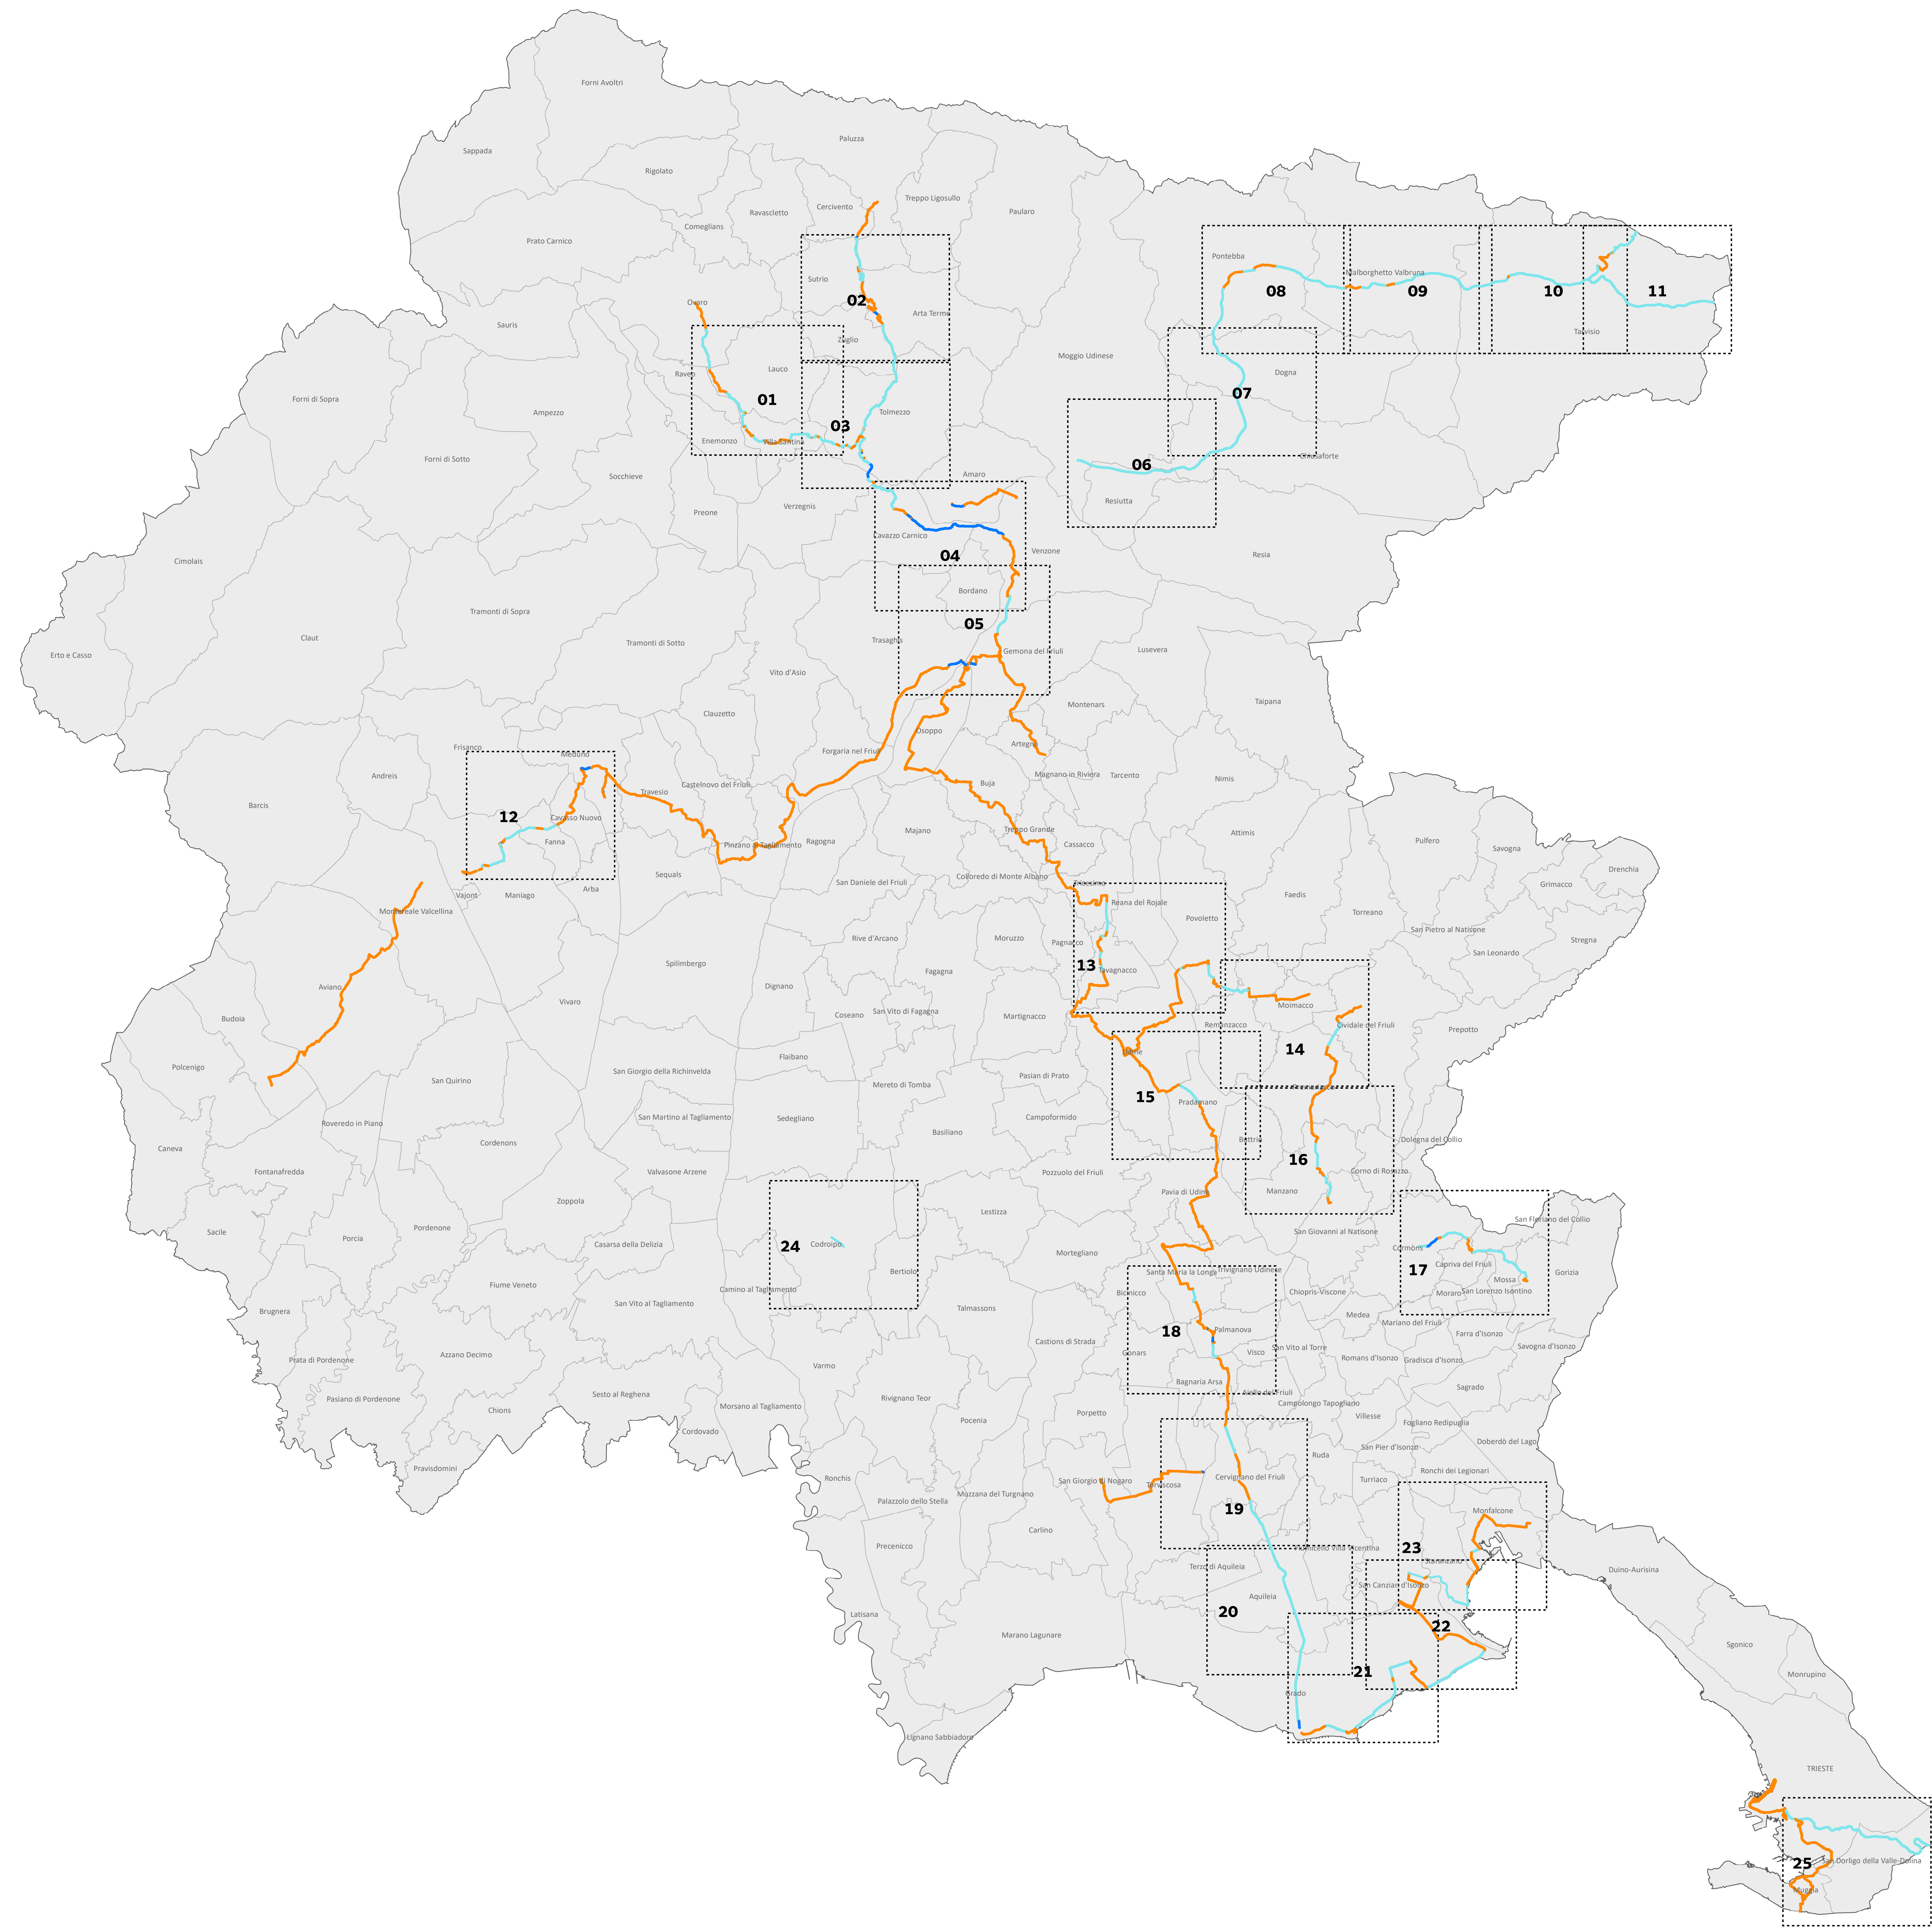 Forni Avoltri
Paluzza
Sappada
Rigolato
Treppo Ligosullo
Cercivento
Ravascletto
Paularo
Comeglians
Prato Carnico
Pontebba
Malborghetto Valbruna
Sutrio
08
09
10
11
02
Ovaro
Arta Terme
Sauris
Tarvisio
Zuglio
Moggio Udinese
Lauco
Raveo
Dogna
07
Forni di Sopra
01
Ampezzo
Tolmezzo
03
Enemonzo
Villa Santina
Chiusaforte
Forni di Sotto
06
Socchieve
Amaro
Resiutta
Verzegnis
Preone
Cavazzo Carnico
Venzone
04
Resia
Cimolais
Bordano
Tramonti di Sopra
05
Claut
Trasaghis
Tramonti di Sotto
Gemona del Friuli
Lusevera
Erto e Casso
Vito d'Asio
Taipana
Montenars
Clauzetto
Osoppo
Artegna
Frisanco
Forgaria nel Friuli
Meduno
Andreis
Magnano in Riviera
Tarcento
Nimis
Buja
Castelnovo del Friuli
Travesio
Barcis
12
Cavasso Nuovo
Treppo Grande
Majano
Attimis
Fanna
Ragogna
Pinzano al Tagliamento
Cassacco
Pulfero
Savogna
Drenchia
Sequals
Colloredo di Monte Albano
San Daniele del Friuli
Tricesimo
Grimacco
Arba
Vajont
Maniago
Faedis
Reana del Rojale
Montereale Valcellina
Torreano
Povoletto
San Pietro al Natisone
Rive d'Arcano
Moruzzo
Pagnacco
Stregna
San Leonardo
Spilimbergo
13
Tavagnacco
Fagagna
Aviano
Dignano
Vivaro
Moimacco
San Vito di Fagagna
Coseano
Martignacco
Budoia
Remanzacco
Cividale del Friuli
Prepotto
14
Udine
Flaibano
Polcenigo
San Giorgio della Richinvelda
Pasian di Prato
San Quirino
Mereto di Tomba
Premariacco
15
Pradamano
San Martino al Tagliamento
Sedegliano
Campoformido
Roveredo in Piano
Basiliano
Cordenons
Buttrio
Dolegna del Collio
Caneva
16
Fontanafredda
Valvasone Arzene
Pozzuolo del Friuli
Corno di Rosazzo
Pavia di Udine
Manzano
Zoppola
Lestizza
San Floriano del Collio
Pordenone
Sacile
San Giovanni al Natisone
Porcia
Casarsa della Delizia
24
Codroipo
Cormòns
Mortegliano
Capriva del Friuli
17
Bertiolo
Santa Maria la Longa
Trivignano Udinese
Gorizia
Mossa
Fiume Veneto
Camino al Tagliamento
Bicinicco
Chiopris-Viscone
Moraro
San Lorenzo Isontino
San Vito al Tagliamento
Talmassons
Brugnera
Medea
Mariano del Friuli
18
Palmanova
Farra d'Isonzo
Castions di Strada
Savogna d'Isonzo
San Vito al Torre
Gonars
Visco
Azzano Decimo
Romans d'Isonzo
Gradisca d'Isonzo
Prata di Pordenone
Varmo
Bagnaria Arsa
Sagrado
Aiello del Friuli
Sesto al Reghena
Pasiano di Pordenone
Rivignano Teor
Campolongo Tapogliano
Morsano al Tagliamento
Chions
Porpetto
Villesse
Pocenia
Fogliano Redipuglia
Cordovado
Doberdò del Lago
San Pier d'Isonzo
Ruda
Pravisdomini
Ronchi dei Legionari
Ronchis
Cervignano del Friuli
Turriaco
San Giorgio di Nogaro
Torviscosa
Muzzana del Turgnano
Palazzolo dello Stella
19
Monfalcone
Carlino
Precenicco
23
Fiumicello Villa Vicentina
Staranzano
Terzo di Aquileia
Duino-Aurisina
San Canzian d'Isonzo
Aquileia
20
Latisana
22
Marano Lagunare
Sgonico
21
Monrupino
Grado
Lignano Sabbiadoro
TRIESTE
San Dorligo della Valle-Dolina
25
Muggia